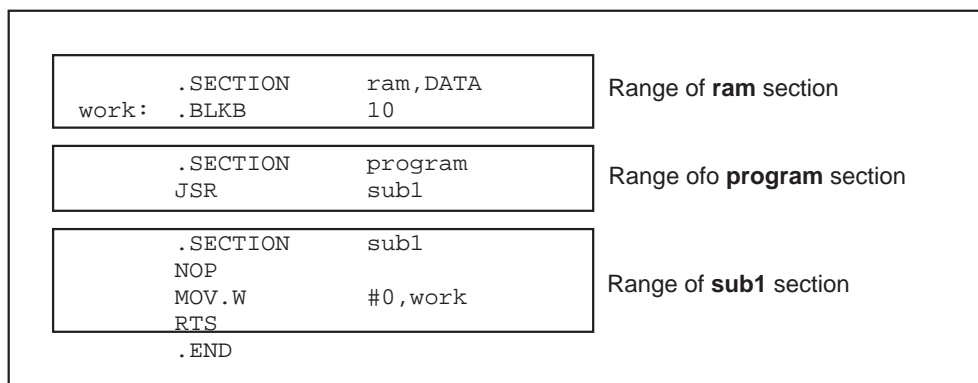 .SECTION ram,DATA
work: .BLKB 10
Range of ram section
.SECTION program
JSR sub1
Range ofo program section
.SECTION sub1
NOP
MOV.W #0,work
RTS
Range of sub1 section
.END